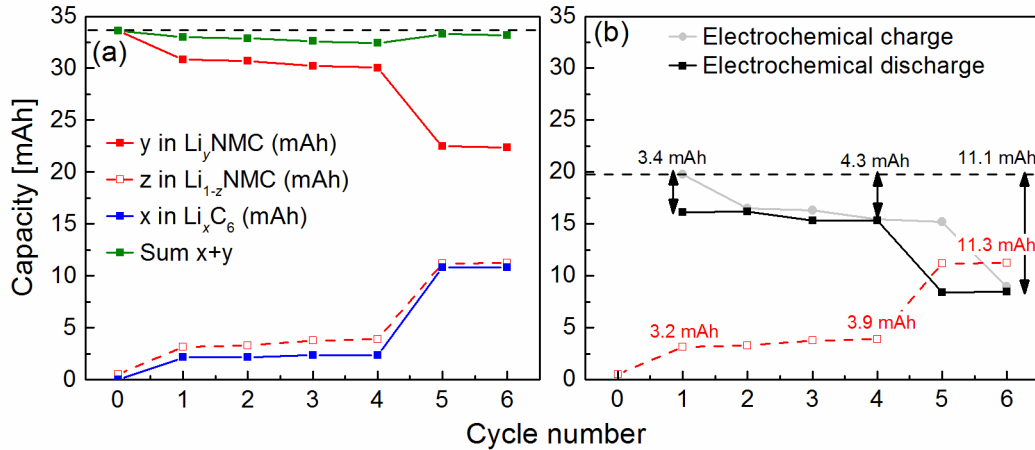 Capacity [mAh]
35
30
25
20
15
10
5
0
(a)
y in LiyNMC (mAh)
z in Li1-zNMC (mAh)
x in LixC6 (mAh)
Sum x+y
0 1 2 3 4 5 6
35
30
25
20
15
10
5
0
(b)
Electrochemical charge
Electrochemical discharge
3.4 mAh
4.3 mAh
11.1 mAh
11.3 mAh
3.9 mAh
3.2 mAh
0 1 2 3 4 5 6
Cycle number